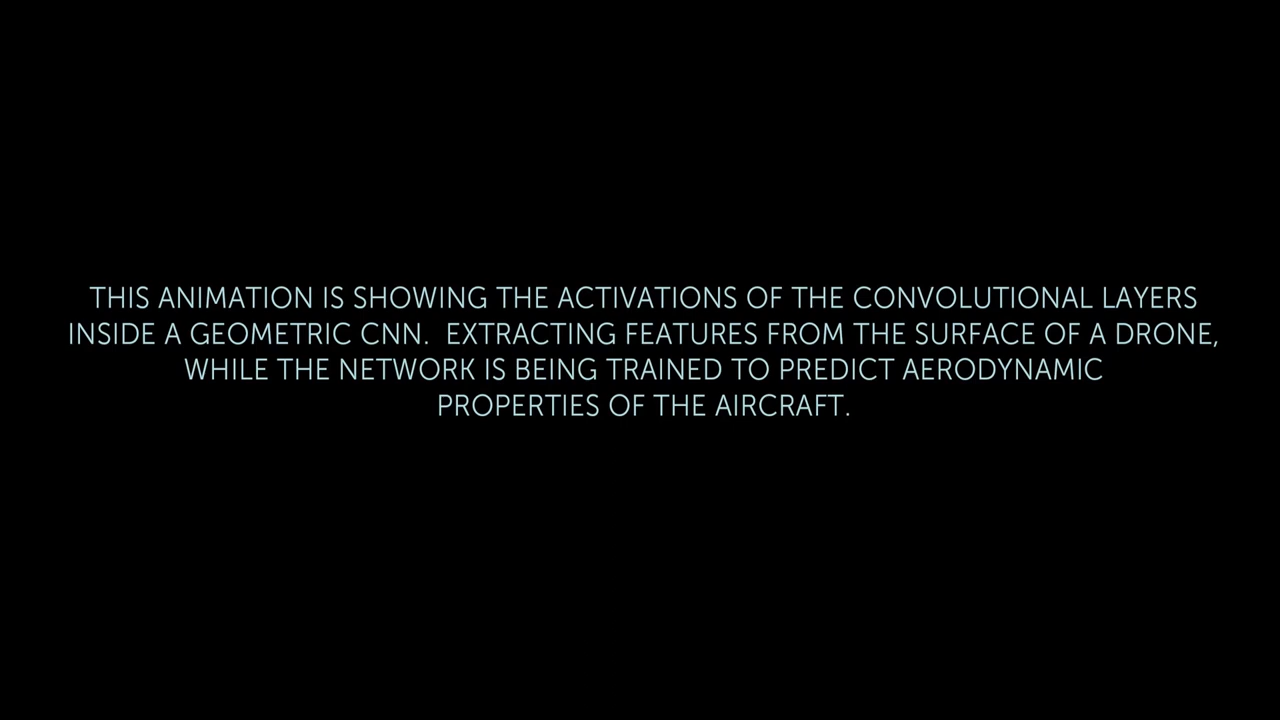 THIS ANIMATION IS SHOWING THE ACTIVATIONS OF THE CONVOLUTIONAL LAYERS
INSIDE A GEOMETRIC CNN.  EXTRACTING FEATURES FROM THE SURFACE OF A DRONE,
WHILE THE NETWORK IS BEING TRAINED TO PREDICT AERODYNAMIC
PROPERTIES OF THE AIRCRAFT.